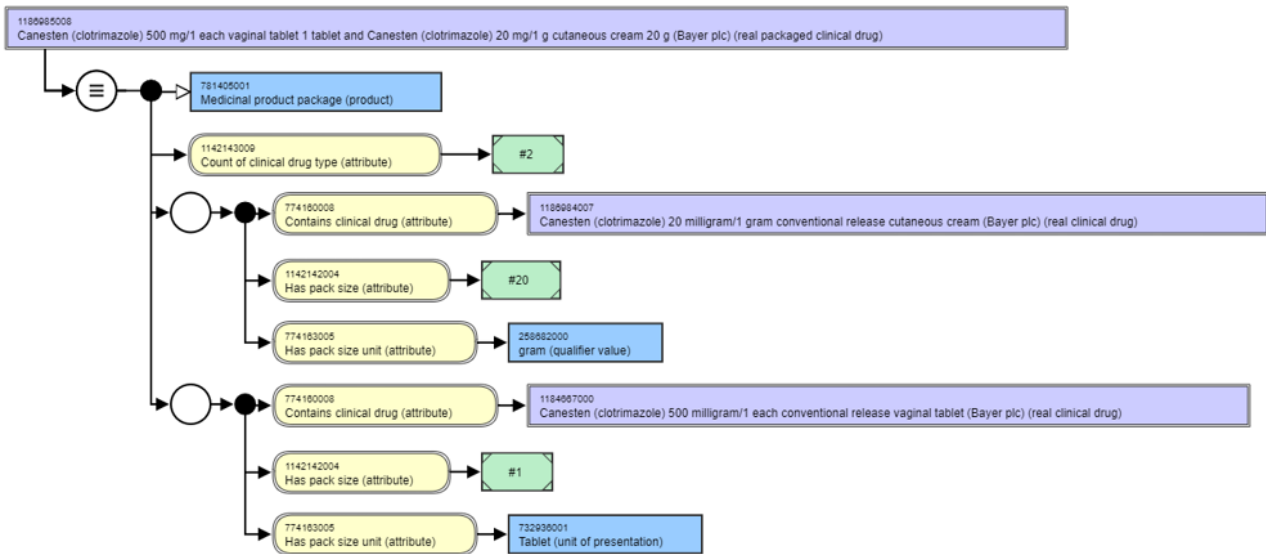 1186985008
Canesten (clotrimazole) 500 mg/1 each vaginal tablet 1 tablet and Canesten (clotrimazole) 20 mg/1 g cutaneous cream 20 g (Bayer plc) (real packaged clinical drug)
781405001
Medicinal product package (product)
1142143009
Count of clinical drug type (attribute)
#2
774160008
Contains clinical drug (attribute)
1186984007
Canesten (clotrimazole) 20 milligram/1 gram conventional release cutaneous cream (Bayer plc) (real clinical drug)
1142142004
Has pack size (attribute)
#20
774163005
Has pack size unit (attribute)
258682000
gram (qualifier value)
774160008
Contains clinical drug (attribute)
1184667000
Canesten (clotrimazole) 500 milligram/1 each conventional release vaginal tablet (Bayer plc) (real clinical drug)
1142142004
Has pack size (attribute)
#1
774163005
Has pack size unit (attribute)
732936001
Tablet (unit of presentation)